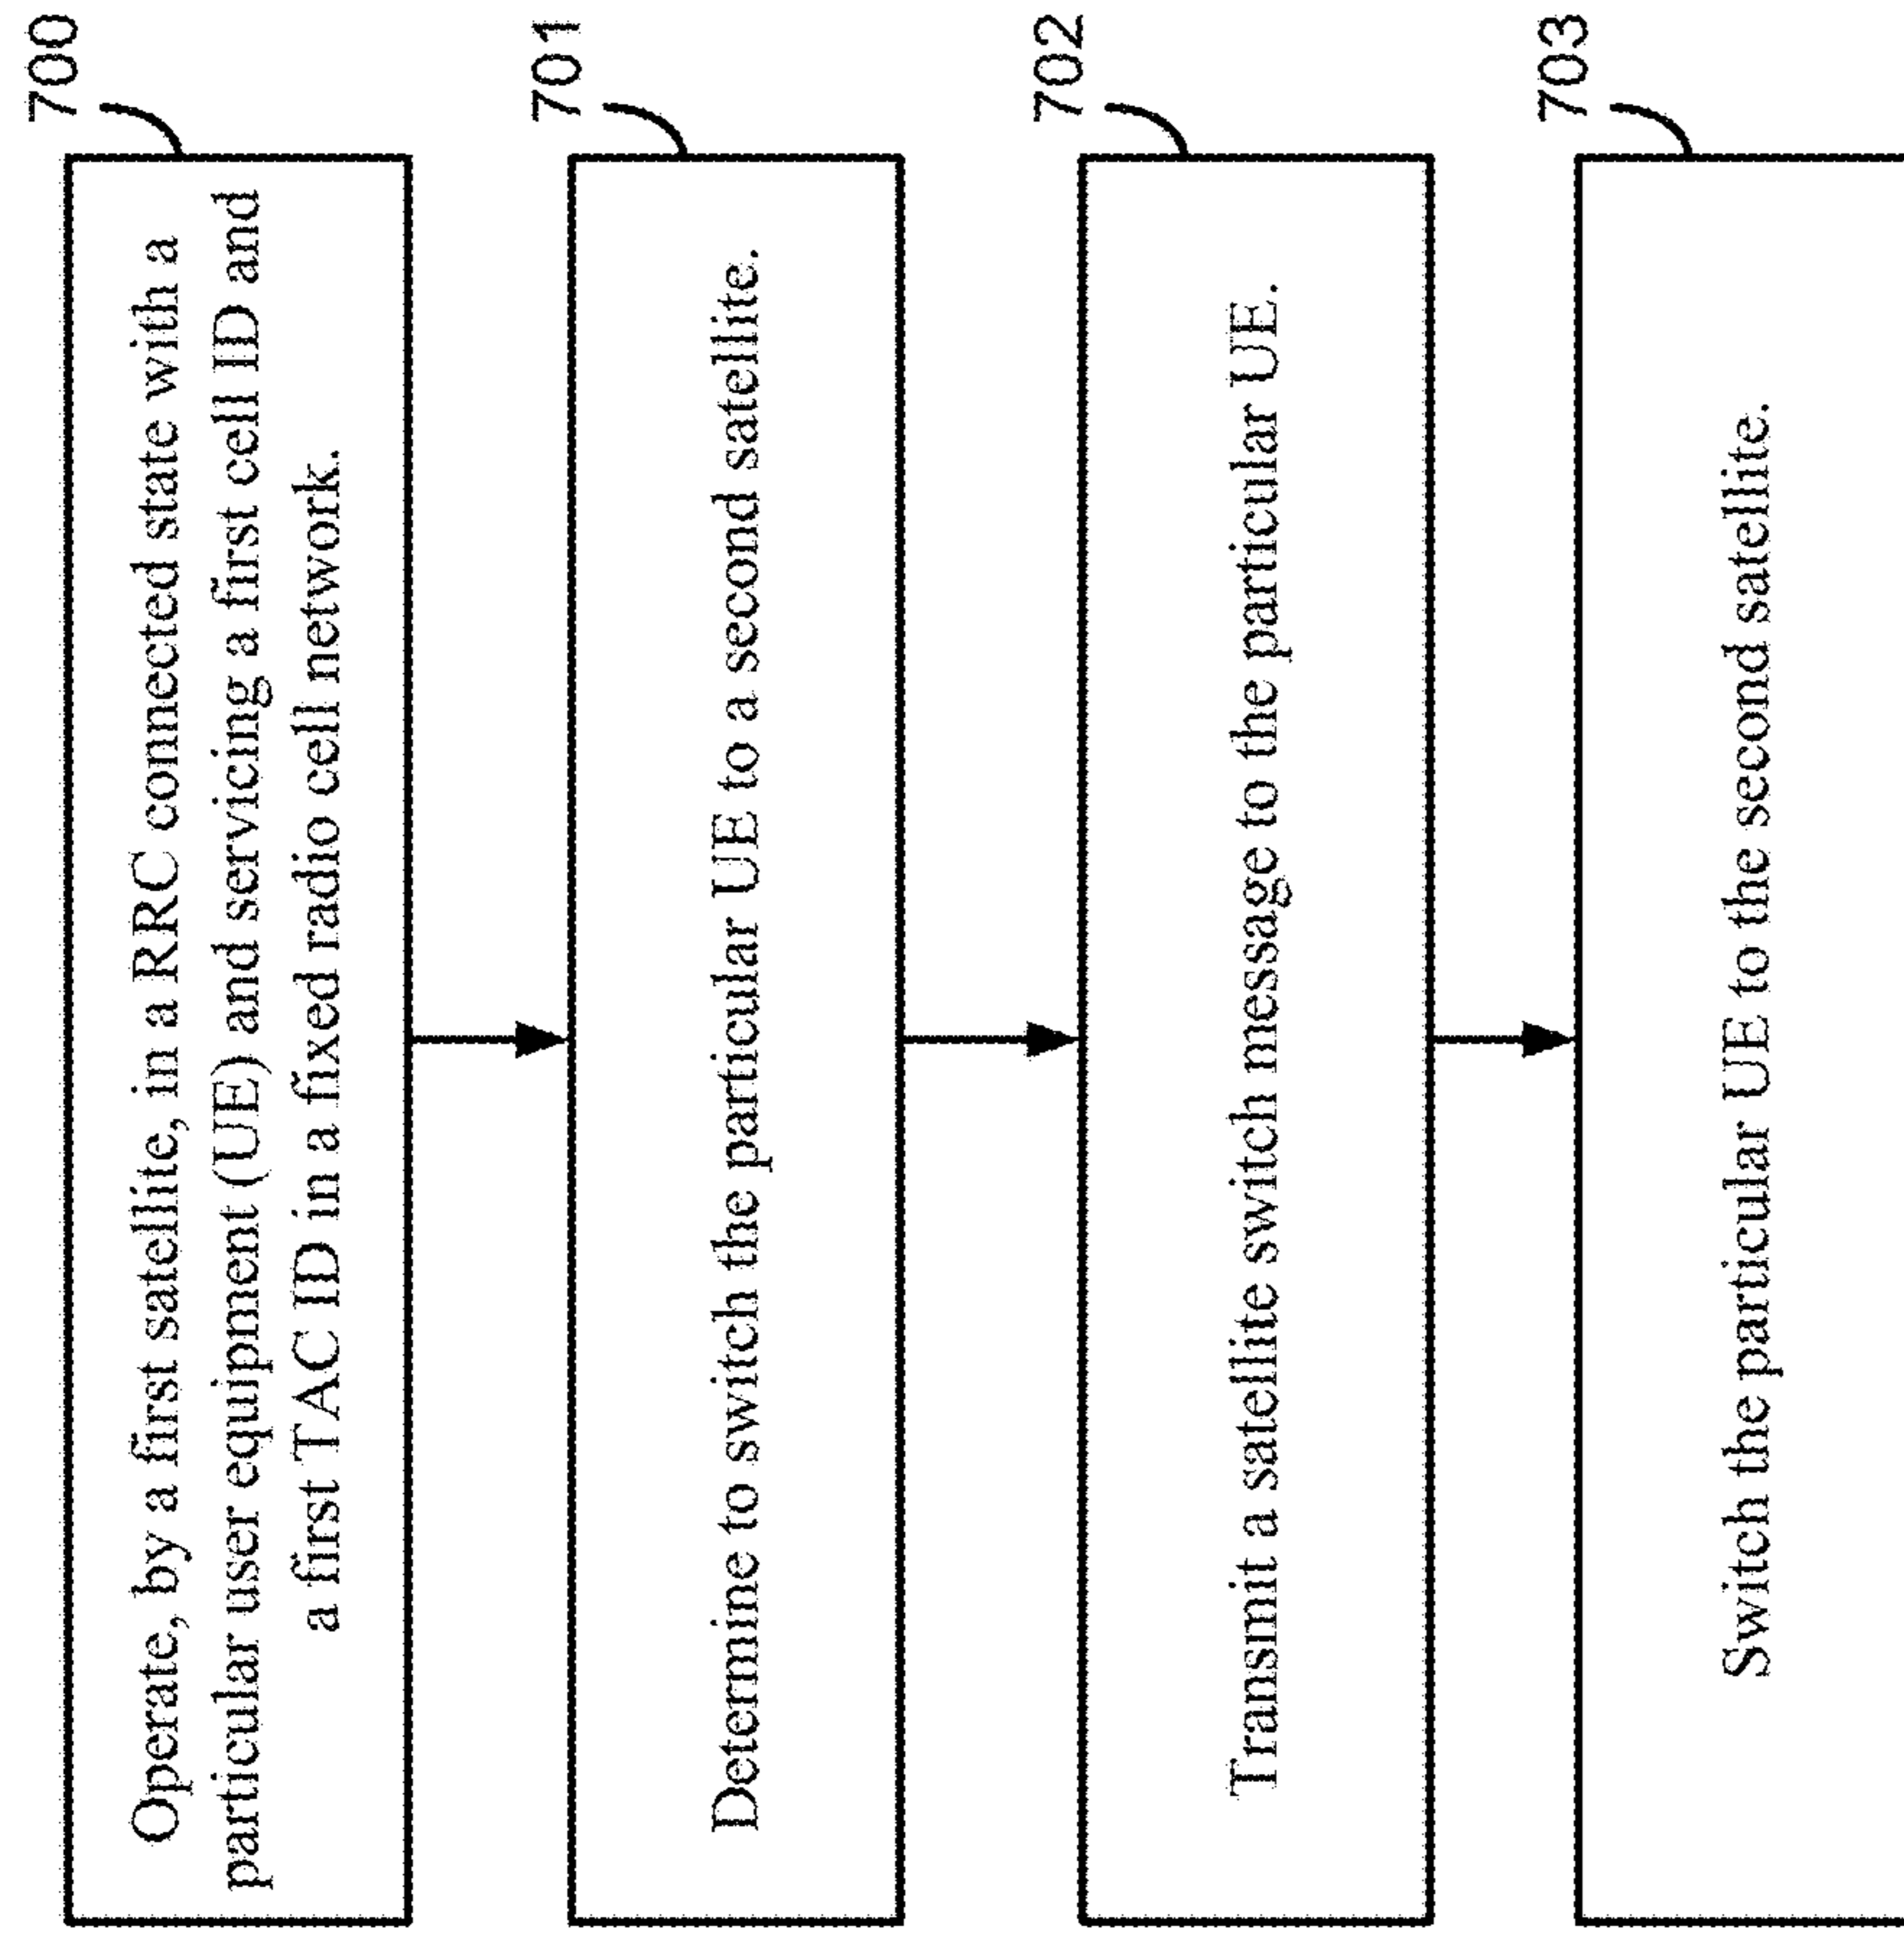 700
Operate, by a first satellite, in a RRC connected state with a
particular user equipment (UE) and servicing a first cell ID and
a first TAC ID in a fixed radio cell network.
701
Determine to switch the particular UE to a second satellite.
702
Transmit a satellite switch message to the particular UE.
703
Switch the particular UE to the second satellite.